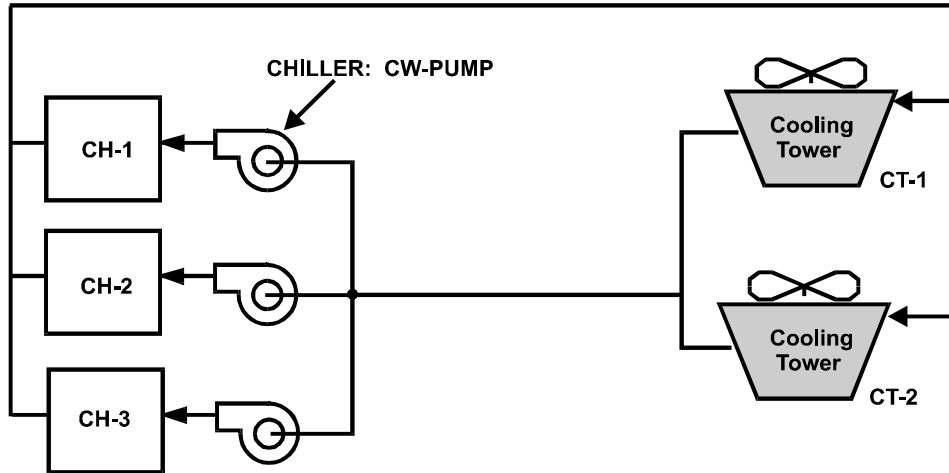 CHILLER: CW-PUMP
CH-1
Cooling
Tower
CT-1
CH-2
Cooling
Tower
CT-2
CH-3